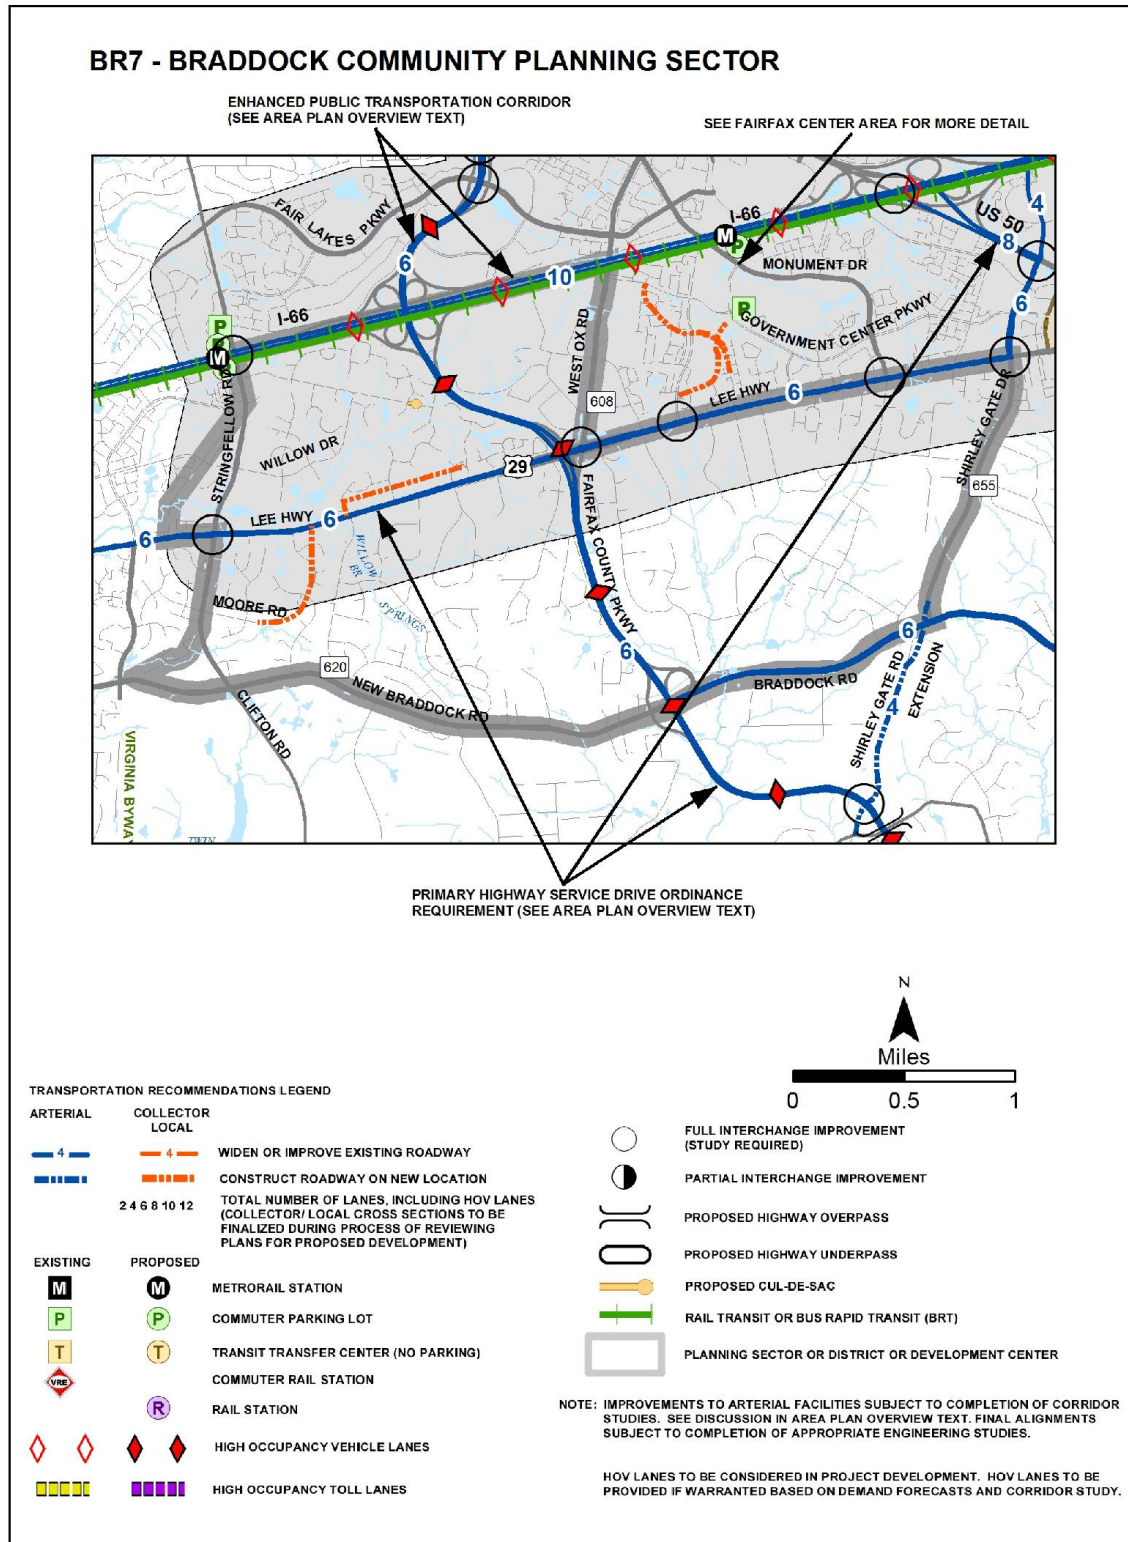 BR7 - BRADDOCK COMMUNITY PLANNING SECTOR
ENHANCED PUBLIC TRANSPORTATION CORRIDOR
(SEE AREA PLAN OVERVIEW TEXT)
SEE FAIRFAX CENTER AREA FOR MORE DETAIL
FAIR LAKES PKWY
I-66
US 50
4
8
6
M
P
MONUMENT DR
6
10
I-66
P
M
WEST OX RD
P
GOVERNMENT CENTER PKWY
6
LEE HWY
608
STRINGFELLOW RD
WILLOW DR
29
SHIRLEY GATE DR
655
LEE HWY
6
6
WILLOW
BR
SPRINGS
FAIRFAX COUNTY PKWY
MOORE RD
6
6
620
NEW BRADDOCK RD
BRADDOCK RD
SHIRLEY GATE RD
EXTENSION
4
CLIFTON RD
VIRGINIA BYWA
TWIN
PRIMARY HIGHWAY SERVICE DRIVE ORDINANCE
REQUIREMENT (SEE AREA PLAN OVERVIEW TEXT)
N
Miles
0 0.5 1
TRANSPORTATION RECOMMENDATIONS LEGEND
ARTERIAL
COLLECTOR
LOCAL
4 4 WIDEN OR IMPROVE EXISTING ROADWAY
CONSTRUCT ROADWAY ON NEW LOCATION
2 4 6 8 10 12 TOTAL NUMBER OF LANES, INCLUDING HOV LANES
(COLLECTOR/ LOCAL CROSS SECTIONS TO BE
FINALIZED DURING PROCESS OF REVIEWING
PLANS FOR PROPOSED DEVELOPMENT)
EXISTING PROPOSED
M M METRORAIL STATION
P P COMMUTER PARKING LOT
T T TRANSIT TRANSFER CENTER (NO PARKING)
VRE COMMUTER RAIL STATION
R RAIL STATION
HIGH OCCUPANCY VEHICLE LANES
HIGH OCCUPANCY TOLL LANES
FULL INTERCHANGE IMPROVEMENT
(STUDY REQUIRED)
PARTIAL INTERCHANGE IMPROVEMENT
PROPOSED HIGHWAY OVERPASS
PROPOSED HIGHWAY UNDERPASS
PROPOSED CUL-DE-SAC
RAIL TRANSIT OR BUS RAPID TRANSIT (BRT)
PLANNING SECTOR OR DISTRICT OR DEVELOPMENT CENTER
NOTE: IMPROVEMENTS TO ARTERIAL FACILITIES SUBJECT TO COMPLETION OF CORRIDOR
STUDIES. SEE DISCUSSION IN AREA PLAN OVERVIEW TEXT. FINAL ALIGNMENTS
SUBJECT TO COMPLETION OF APPROPRIATE ENGINEERING STUDIES.
HOV LANES TO BE CONSIDERED IN PROJECT DEVELOPMENT. HOV LANES TO BE
PROVIDED IF WARRANTED BASED ON DEMAND FORECASTS AND CORRIDOR STUDY.